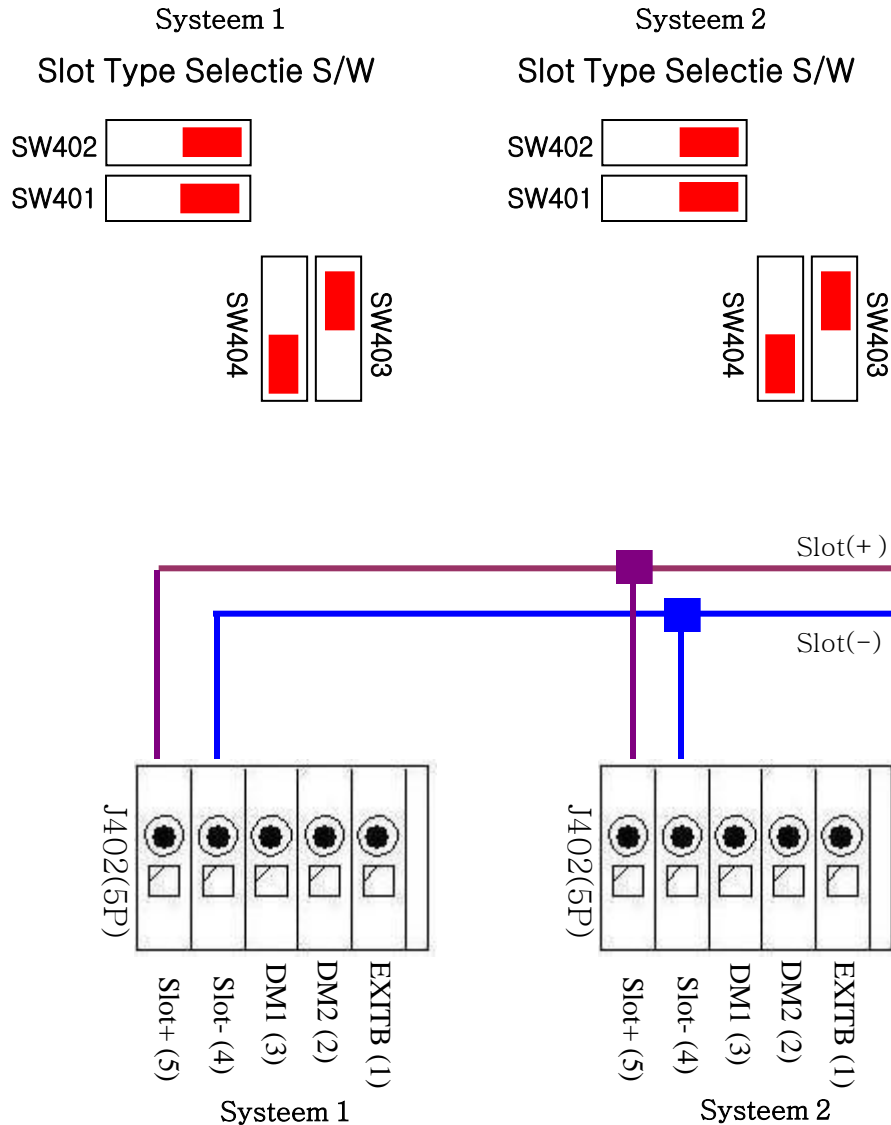 Systeem 1
Systeem 2
Slot Type Selectie S/W
Slot Type Selectie S/W
SW402
SW401
SW404
SW403
SW402
SW401
SW404
SW403
Slot(+)
Slot(-)
J402(5P)
J402(5P)
Slot+ (5)
Slot- (4)
DM1 (3)
DM2 (2)
EXITB (1)
Slot+ (5)
Slot- (4)
DM1 (3)
DM2 (2)
EXITB (1)
Systeem 1
Systeem 2